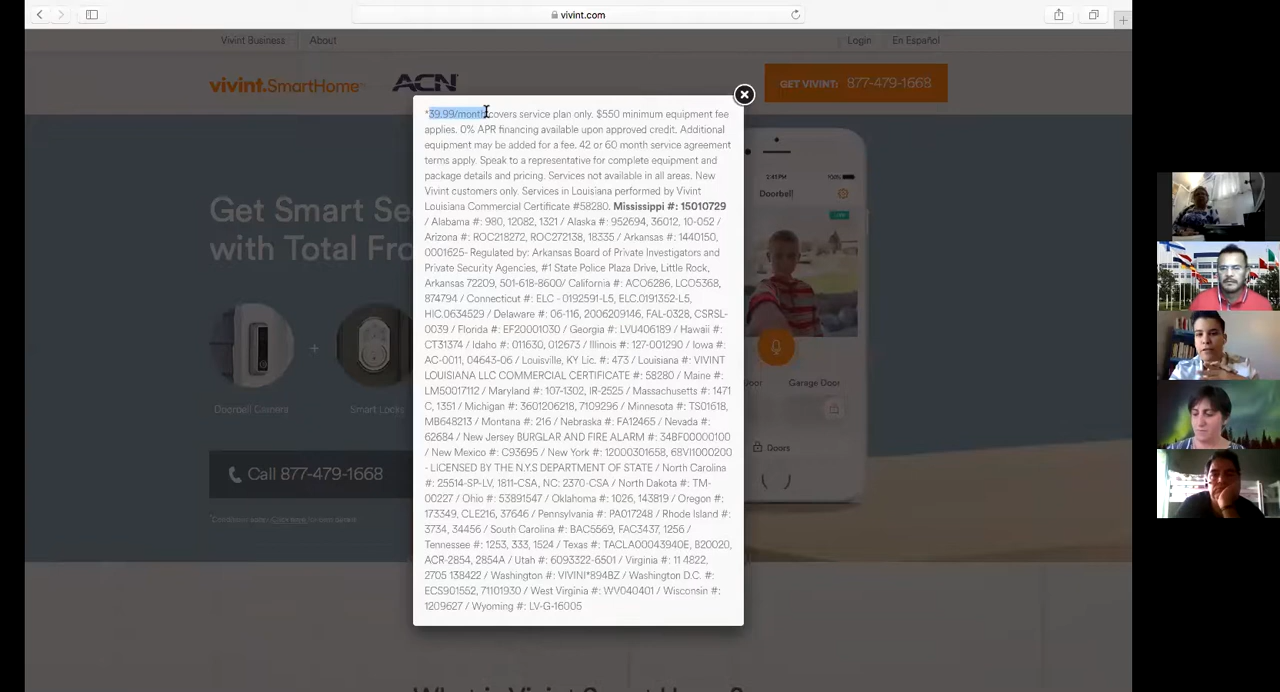 vivint.com
Vivint Business
About
Login
En Español
vivint.SmartHome
ACN
GET VIVINT: 877-479-1668
*39.99/month covers service plan only. $550 minimum equipment fee
applies. 0% APR financing available upon approved credit. Additional
equipment may be added for a fee. 42 or 60 month service agreement
terms apply. Speak to a representative for complete equipment and
package details and pricing. Services not available in all areas. New
Vivint customers only. Services in Louisiana performed by Vivint
Louisiana Commercial Certificate #58280. Mississippi #: 15010729
/ Alabama #: 980, 12082, 1321 / Alaska #: 952694, 36012, 10-052 /
Arizona #: ROC218272, ROC272138, 18335 / Arkansas #: 1440150,
0001625- Regulated by: Arkansas Board of Private Investigators and
Private Security Agencies, #1 State Police Plaza Drive, Little Rock,
Arkansas 72209, 501-618-8600/ California #: ACO6286, LCO5368,
874794 / Connecticut #: ELC - 0192591-L5, ELC.0191352-L5,
HIC.0634529 / Delaware #: 06-116, 2006209146, FAL-0328, CSRSL-
0039 / Florida #: EF20001030 / Georgia #: LVU406189 / Hawaii #:
CT31374 / Idaho #: 011630, 012673 / Illinois #: 127-001290 / Iowa #:
AC-0011, 04643-06 / Louisville, KY Lic. #: 473 / Louisiana #: VIVINT
LOUISIANA LLC COMMERCIAL CERTIFICATE #: 58280 / Maine #:
LM50017112 / Maryland #: 107-1302, IR-2525 / Massachusetts #: 1471
C, 1351 / Michigan #: 3601206218, 7109296 / Minnesota #: TS01618,
MB648213 / Montana #: 216 / Nebraska #: FA12465 / Nevada #:
62684 / New Jersey BURGLAR AND FIRE ALARM #: 34BF00000100
/ New Mexico #: C93695 / New York #: 12000301658, 68VI1000200
- LICENSED BY THE N.Y.S DEPARTMENT OF STATE / North Carolina
#: 25514-SP-LV, 1811-CSA, NC: 2370-CSA / North Dakota #: TM-
00227 / Ohio #: 53891547 / Oklahoma #: 1026, 143819 / Oregon #:
173349, CLE216, 37646 / Pennsylvania #: PA017228 / Rhode Island #:
3734, 34456 / South Carolina #: BAC5569, FAC3437, 1256 /
Tennessee #: 1253, 333, 1524 / Texas #: TACLA00043940E, B20020,
ACR-2854, 2854A / Utah #: 6093322-6501 / Virginia #: 11 4822,
2705 138422 / Washington #: VIVINI*894BZ / Washington D.C. #:
ECS901552, 71101930 / West Virginia #: WV040401 / Wisconsin #:
1209627 / Wyoming #: LV-G-16005
Get Smart Se
with Total Fro
Doorbell Camera
+
Smart Locks
Call 877-479-1668
2:41PM
100%
Doorbell
Door
Garage Door
Doors
What is Vivint Smart Home?